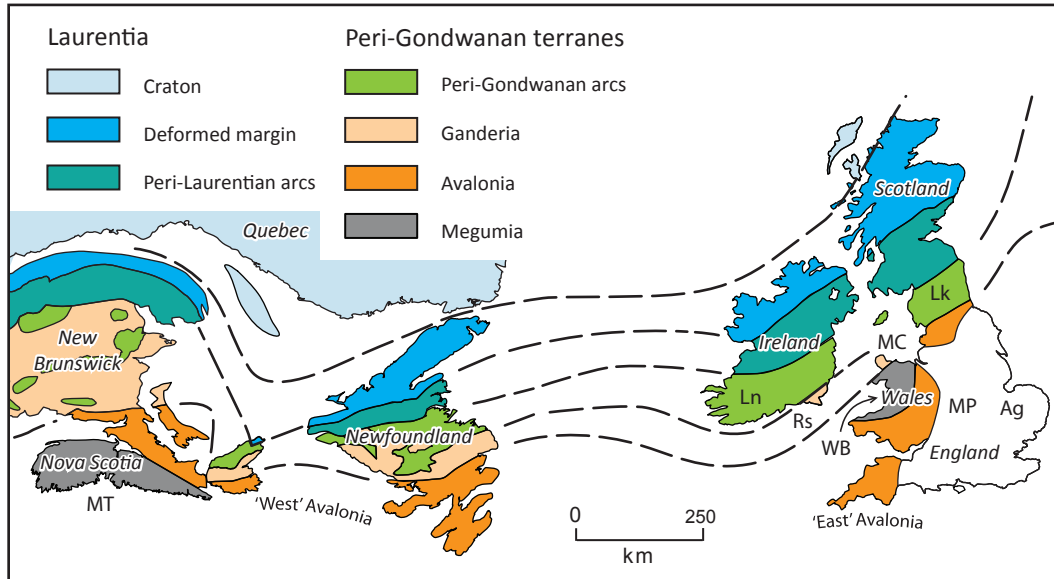 Laurentia
Craton
Deformed margin
Peri-Laurentian arcs
Peri-Gondwanan terranes
Peri-Gondwanan arcs
Ganderia
Avalonia
Megumia
Quebec
New
Brunswick
Nova Scotia
MT
'West' Avalonia
Newfoundland
0
250
km
Scotland
Ireland
Lk
MC
Ln
Rs
Wales
WB
MP
Ag
England
'East' Avalonia